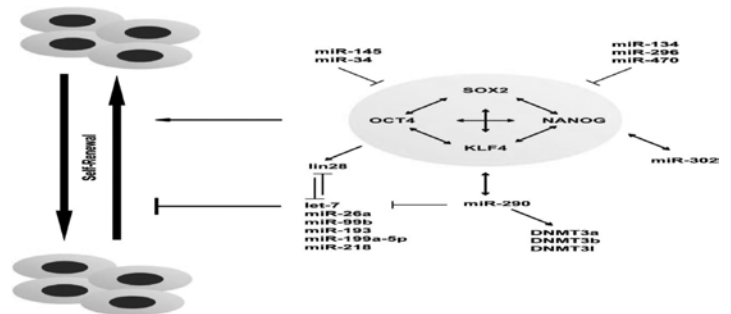 miR-145
miR-34
miR-134
miR-296
miR-470
SOX2
OCT4
NANOG
KLF4
miR-302
lin28
let-7
miR-26a
miR-99b
miR-193
miR-199a-5p
miR-218
miR-290
DNMT3a
DNMT3b
DNMT3l
Self-Renewal